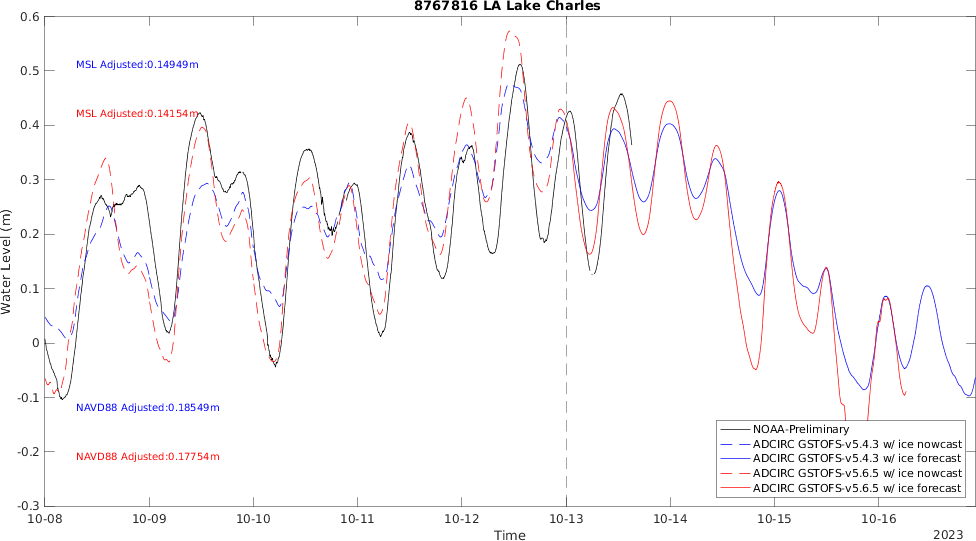 8767816 LA Lake Charles
0.6
0.5
0.4
0.3
0.2
0.1
0
-0.1
-0.2
-0.3
Water Level (m)
MSL Adjusted:0.14949m
MSL Adjusted:0.14154m
NAVD88 Adjusted:0.18549m
NAVD88 Adjusted:0.17754m
NOAA-Preliminary
ADCIRC GSTOFS-v5.4.3 w/ ice nowcast
ADCIRC GSTOFS-v5.4.3 w/ ice forecast
ADCIRC GSTOFS-v5.6.5 w/ ice nowcast
ADCIRC GSTOFS-v5.6.5 w/ ice forecast
10-08 10-09 10-10 10-11 10-12 10-13 10-14 10-15 10-16
Time
2023